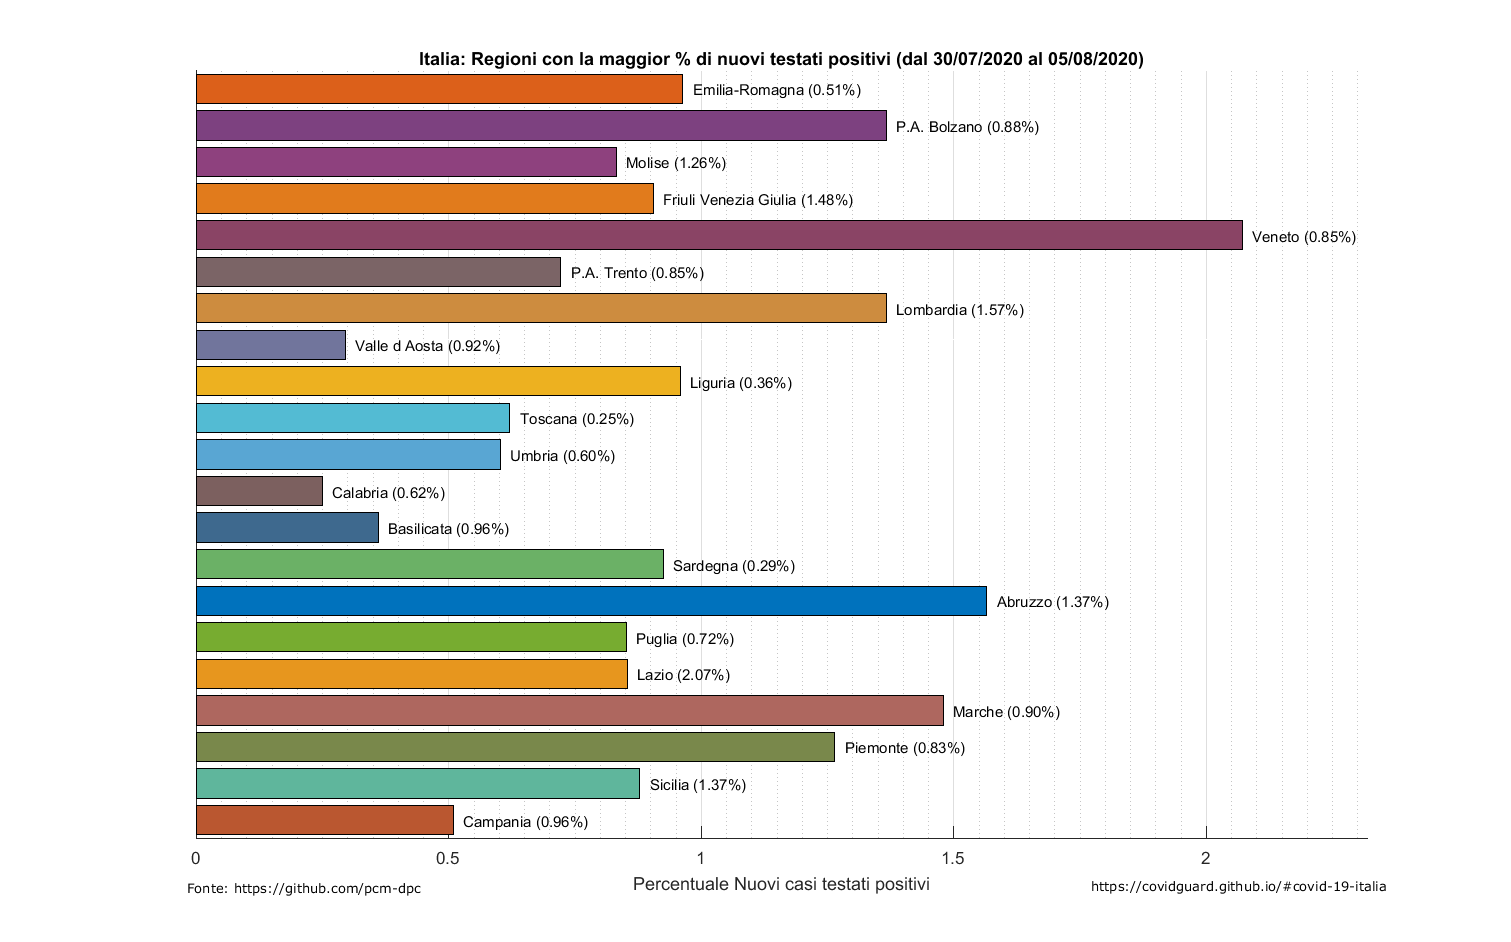 Italia: Regioni con la maggior % di nuovi testati positivi (dal 30/07/2020 al 05/08/2020)
Emilia-Romagna (0.51%)
P.A. Bolzano (0.88%)
Molise (1.26%)
Friuli Venezia Giulia (1.48%)
Veneto (0.85%)
P.A. Trento (0.85%)
Lombardia (1.57%)
Valle d Aosta (0.92%)
Liguria (0.36%)
Toscana (0.25%)
Umbria (0.60%)
Calabria (0.62%)
Basilicata (0.96%)
Sardegna (0.29%)
Abruzzo (1.37%)
Puglia (0.72%)
Lazio (2.07%)
Marche (0.90%)
Piemonte (0.83%)
Sicilia (1.37%)
Campania (0.96%)
0 0.5 1 1.5 2
Percentuale Nuovi casi testati positivi
Fonte: https://github.com/pcm-dpc
https://covidguard.github.io/#covid-19-italia